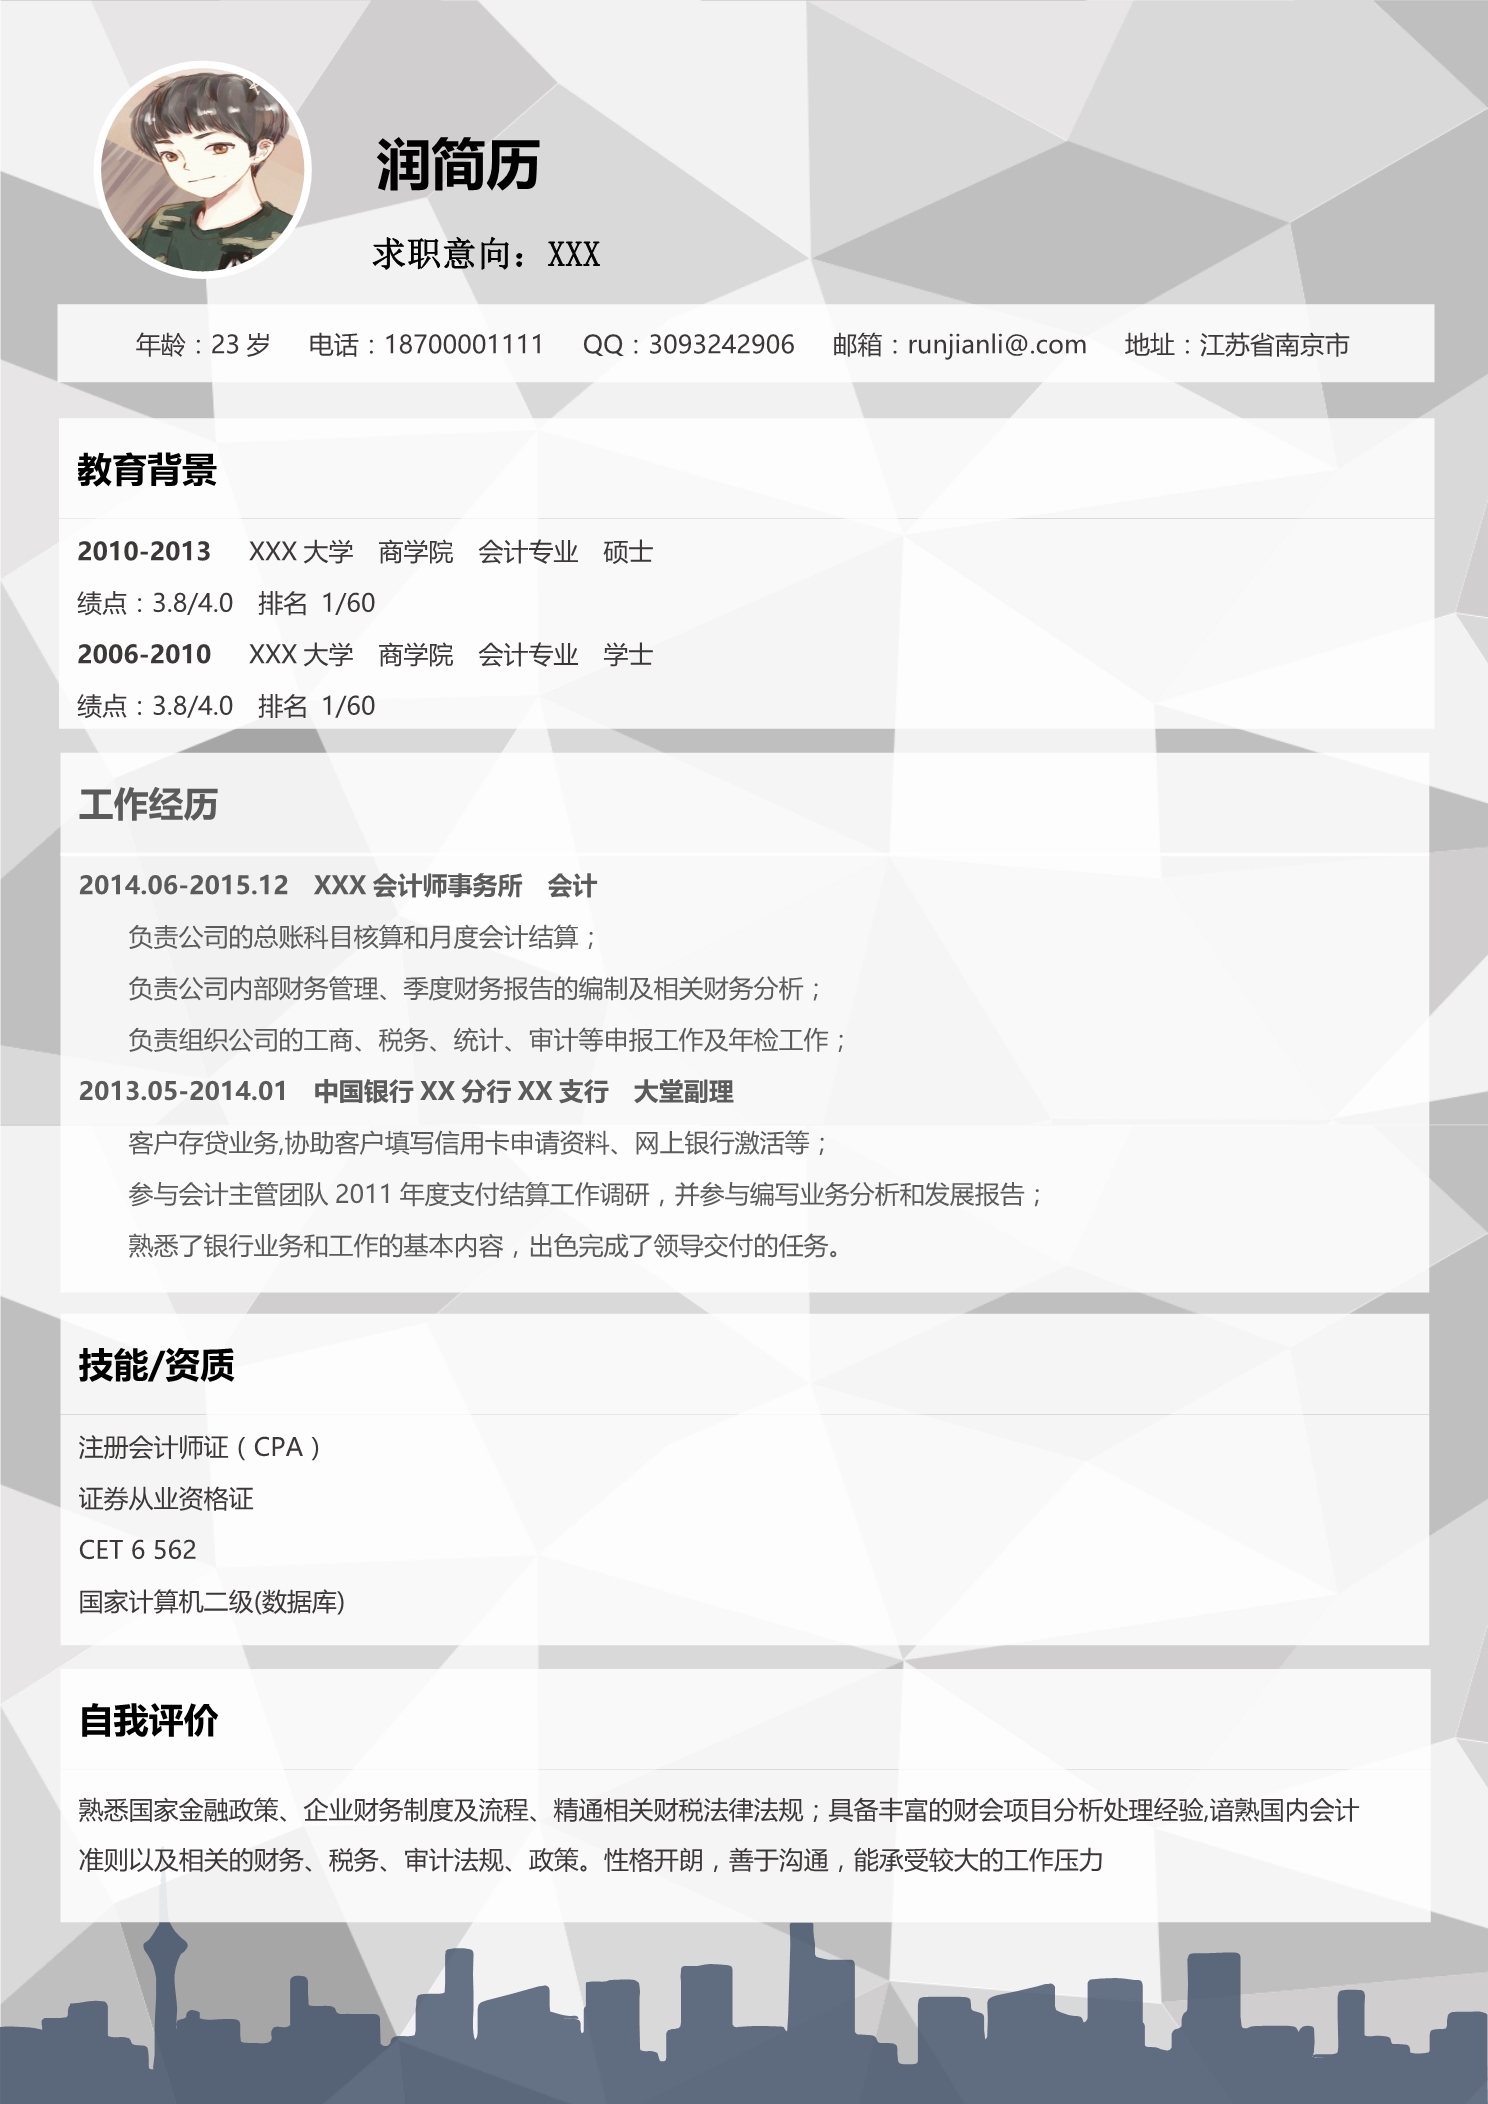 润简历
求职意向：XXX
年龄：23 岁 电话：18700001111 QQ：3093242906 邮箱：runjianli@.com 地址：江苏省南京市
教育背景
2010-2013 XXX 大学 商学院 会计专业 硕士
绩点：3.8/4.0 排名 1/60
2006-2010 XXX 大学 商学院 会计专业 学士
绩点：3.8/4.0 排名 1/60
工作经历
2014.06-2015.12 XXX 会计师事务所 会计
负责公司的总账科目核算和月度会计结算；
负责公司内部财务管理、季度财务报告的编制及相关财务分析；
负责组织公司的工商、税务、统计、审计等申报工作及年检工作；
2013.05-2014.01 中国银行 XX 分行 XX 支行 大堂副理
客户存贷业务,协助客户填写信用卡申请资料、网上银行激活等；
参与会计主管团队 2011 年度支付结算工作调研，并参与编写业务分析和发展报告；
熟悉了银行业务和工作的基本内容，出色完成了领导交付的任务。
技能/资质
注册会计师证（CPA）
证券从业资格证
CET 6 562
国家计算机二级(数据库)
自我评价
熟悉国家金融政策、企业财务制度及流程、精通相关财税法律法规；具备丰富的财会项目分析处理经验,谙熟国内会计
准则以及相关的财务、税务、审计法规、政策。性格开朗，善于沟通，能承受较大的工作压力